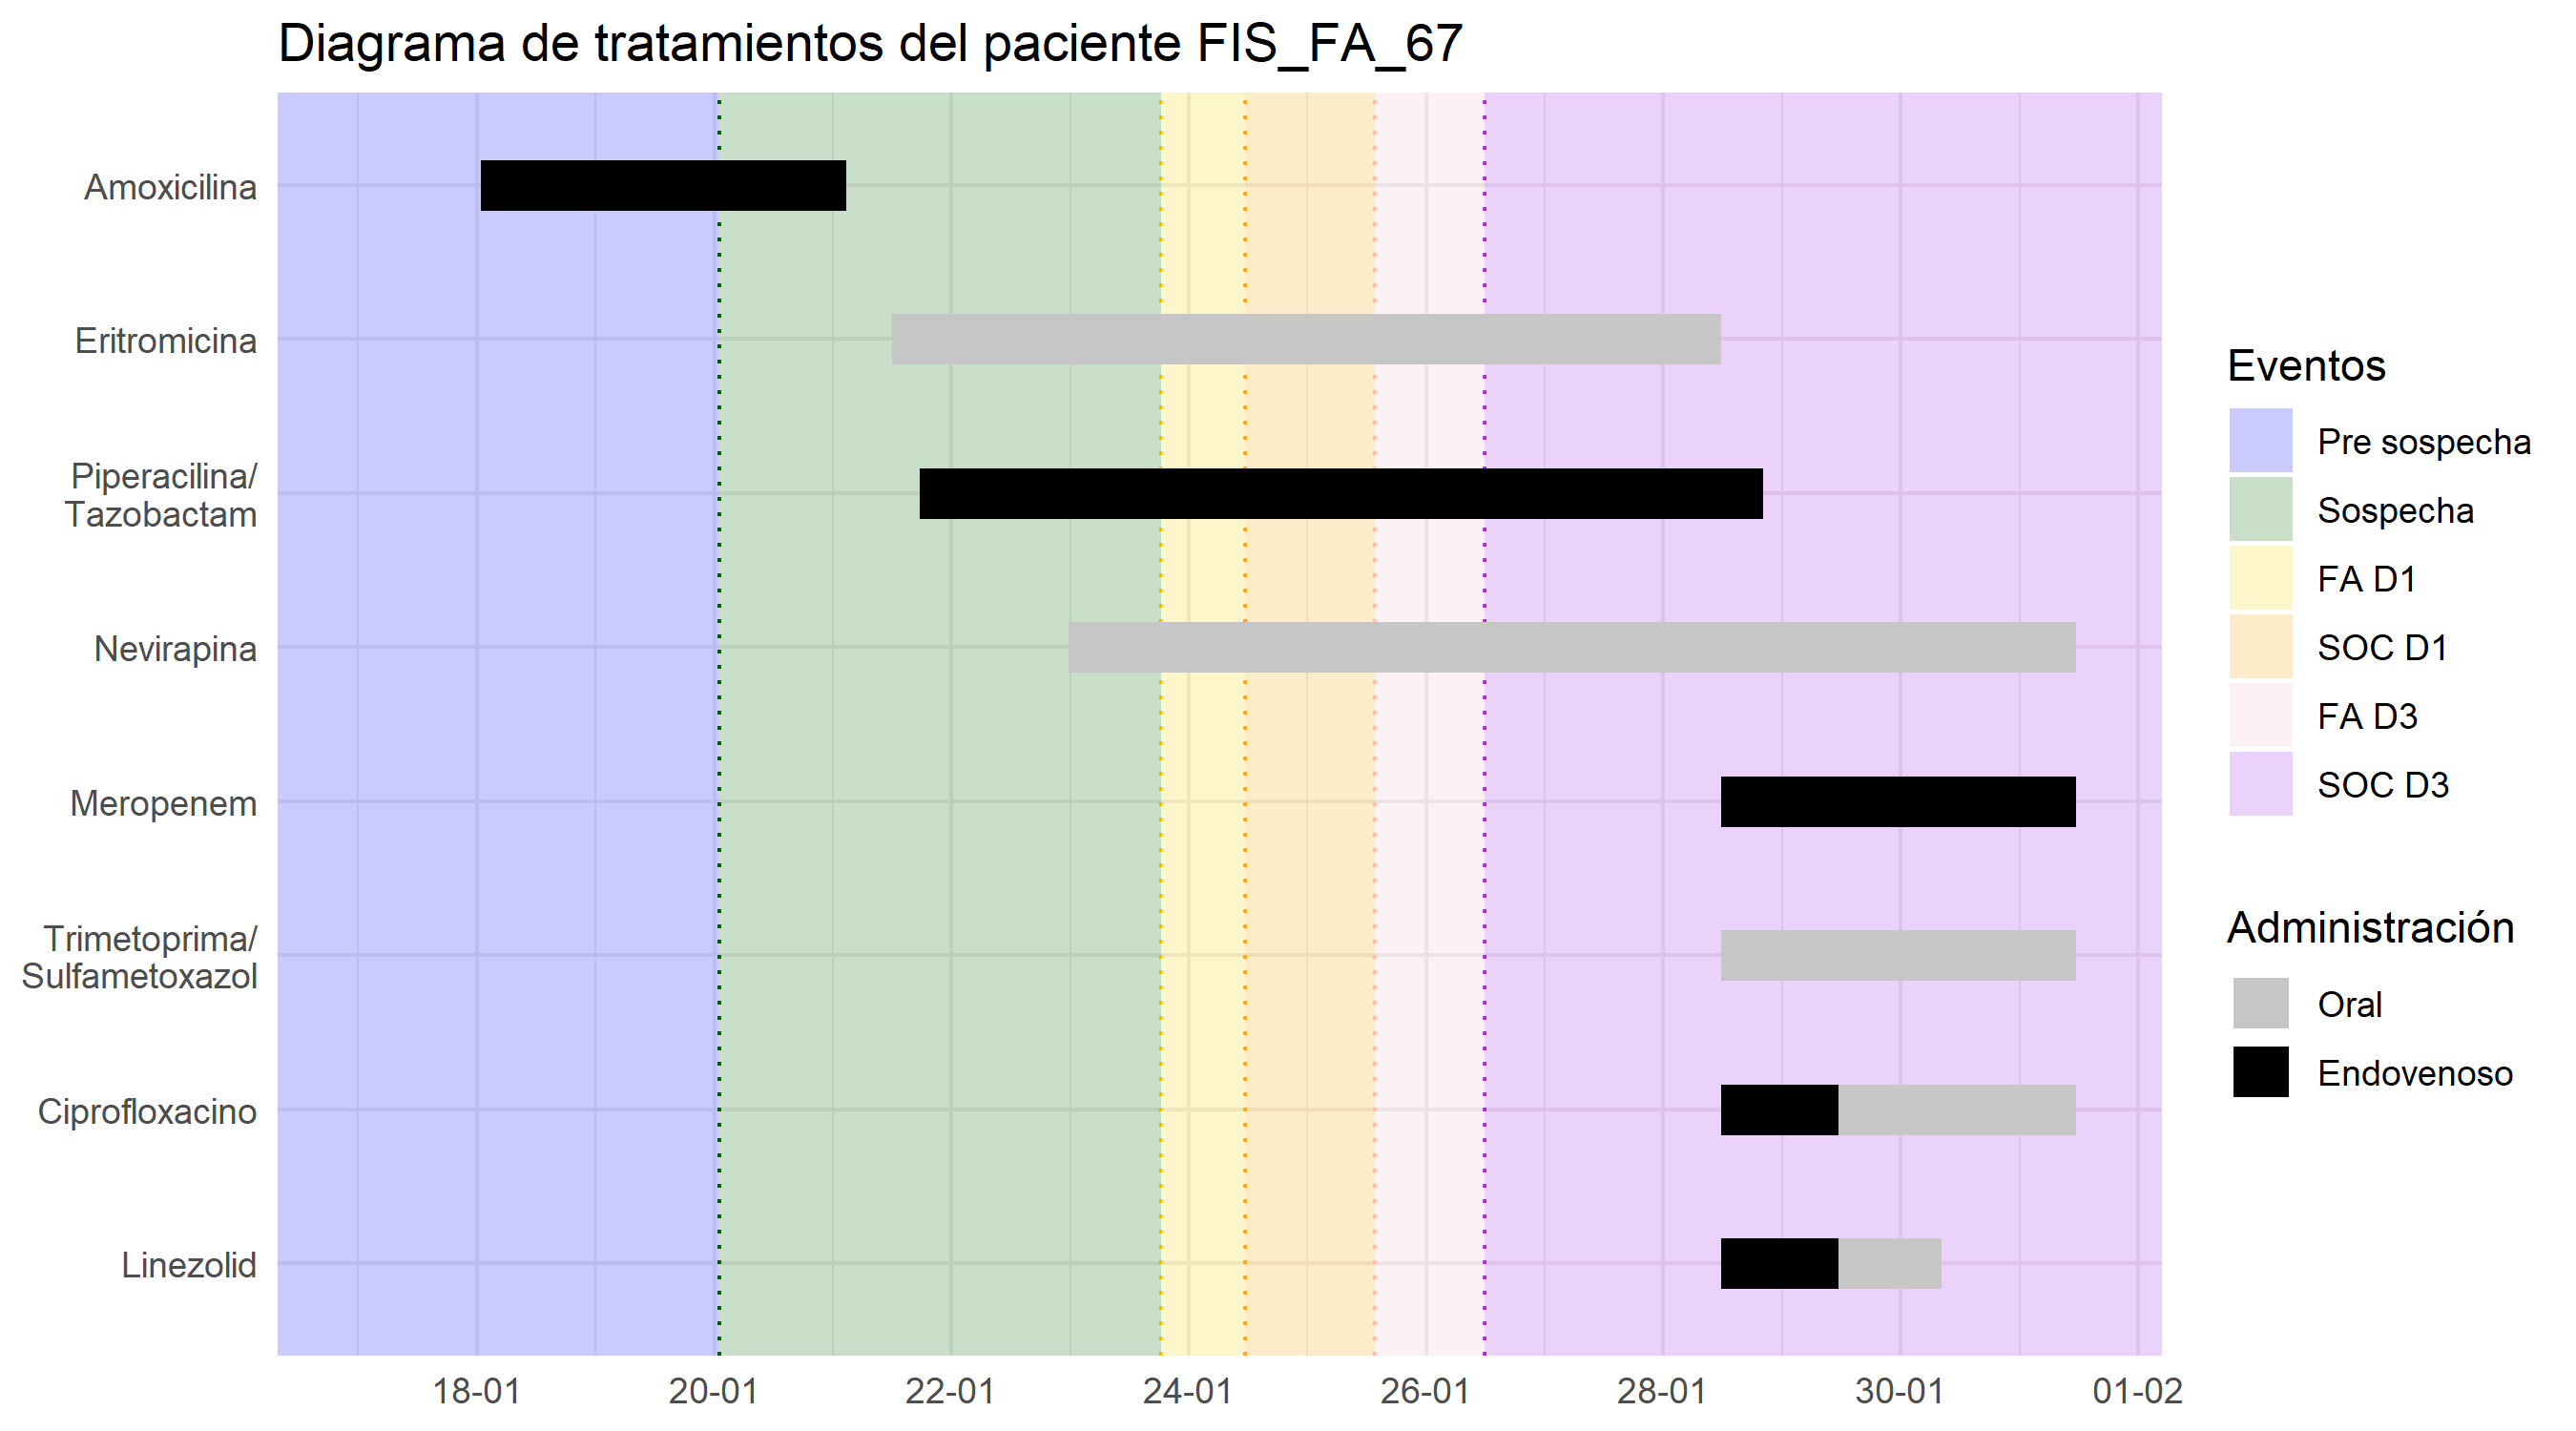 Diagrama de tratamientos del paciente FIS_FA_67
Amoxicilina
Eritromicina
Piperacilina/
Tazobactam
Nevirapina
Meropenem
Trimetoprima/
Sulfametoxazol
Ciprofloxacino
Linezolid
18-01
20-01
22-01
24-01
26-01
28-01
30-01
01-02
Eventos
Pre sospecha
Sospecha
FA D1
SOC D1
FA D3
SOC D3
Administración
Oral
Endovenoso